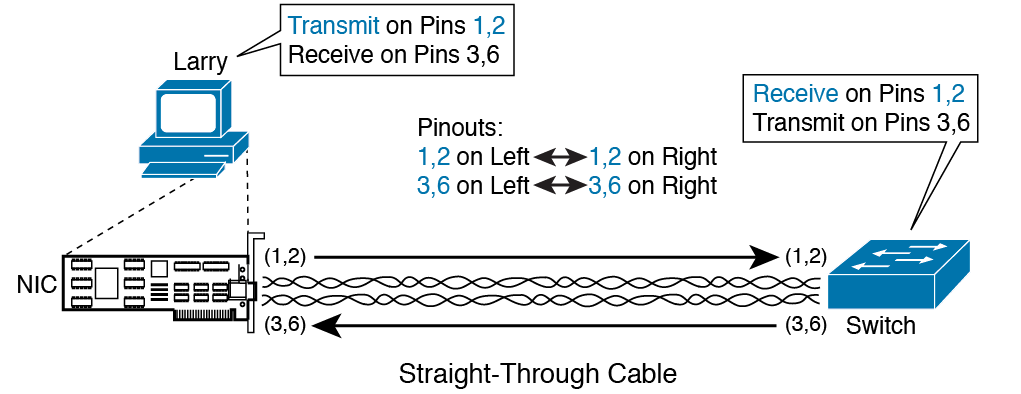 Transmit on Pins 1,2
Receive on Pins 3,6
Larry
Receive on Pins 1,2
Transmit on Pins 3,6
Pinouts:
1,2 on Left 1,2 on Right
3,6 on Left 3,6 on Right
(1,2) (1,2)
NIC
(3,6) (3,6)
Switch
Straight-Through Cable